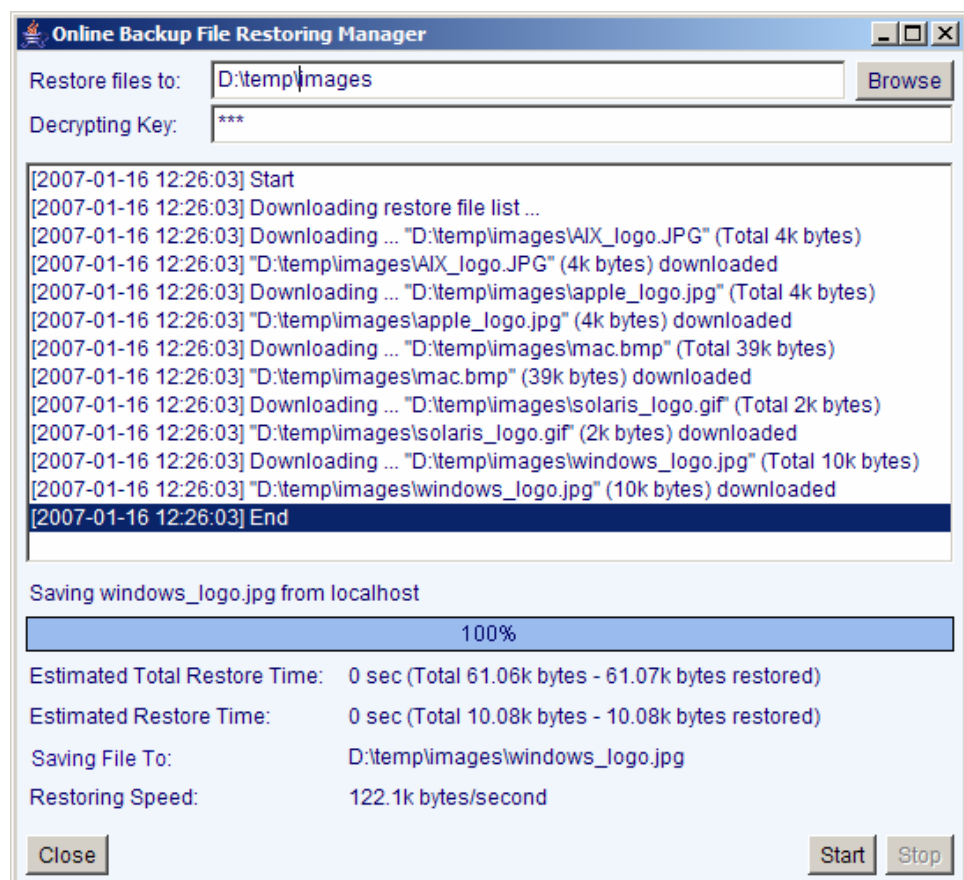 Online Backup File Restoring Manager
Restore files to: D:\temp\images Browse
Decrypting Key: ***
[2007-01-16 12:26:03] Start
[2007-01-16 12:26:03] Downloading restore file list ...
[2007-01-16 12:26:03] Downloading ... "D:\temp\images\AIX_logo.JPG" (Total 4k bytes)
[2007-01-16 12:26:03] "D:\temp\images\AIX_logo.JPG" (4k bytes) downloaded
[2007-01-16 12:26:03] Downloading ... "D:\temp\images\apple_logo.jpg" (Total 4k bytes)
[2007-01-16 12:26:03] "D:\temp\images\apple_logo.jpg" (4k bytes) downloaded
[2007-01-16 12:26:03] Downloading ... "D:\temp\images\mac.bmp" (Total 39k bytes)
[2007-01-16 12:26:03] "D:\temp\images\mac.bmp" (39k bytes) downloaded
[2007-01-16 12:26:03] Downloading ... "D:\temp\images\solaris_logo.gif" (Total 2k bytes)
[2007-01-16 12:26:03] "D:\temp\images\solaris_logo.gif" (2k bytes) downloaded
[2007-01-16 12:26:03] Downloading ... "D:\temp\images\windows_logo.jpg" (Total 10k bytes)
[2007-01-16 12:26:03] "D:\temp\images\windows_logo.jpg" (10k bytes) downloaded
[2007-01-16 12:26:03] End
Saving windows_logo.jpg from localhost
100%
Estimated Total Restore Time: 0 sec (Total 61.06k bytes - 61.07k bytes restored)
Estimated Restore Time: 0 sec (Total 10.08k bytes - 10.08k bytes restored)
Saving File To: D:\temp\images\windows_logo.jpg
Restoring Speed: 122.1k bytes/second
Close Start Stop